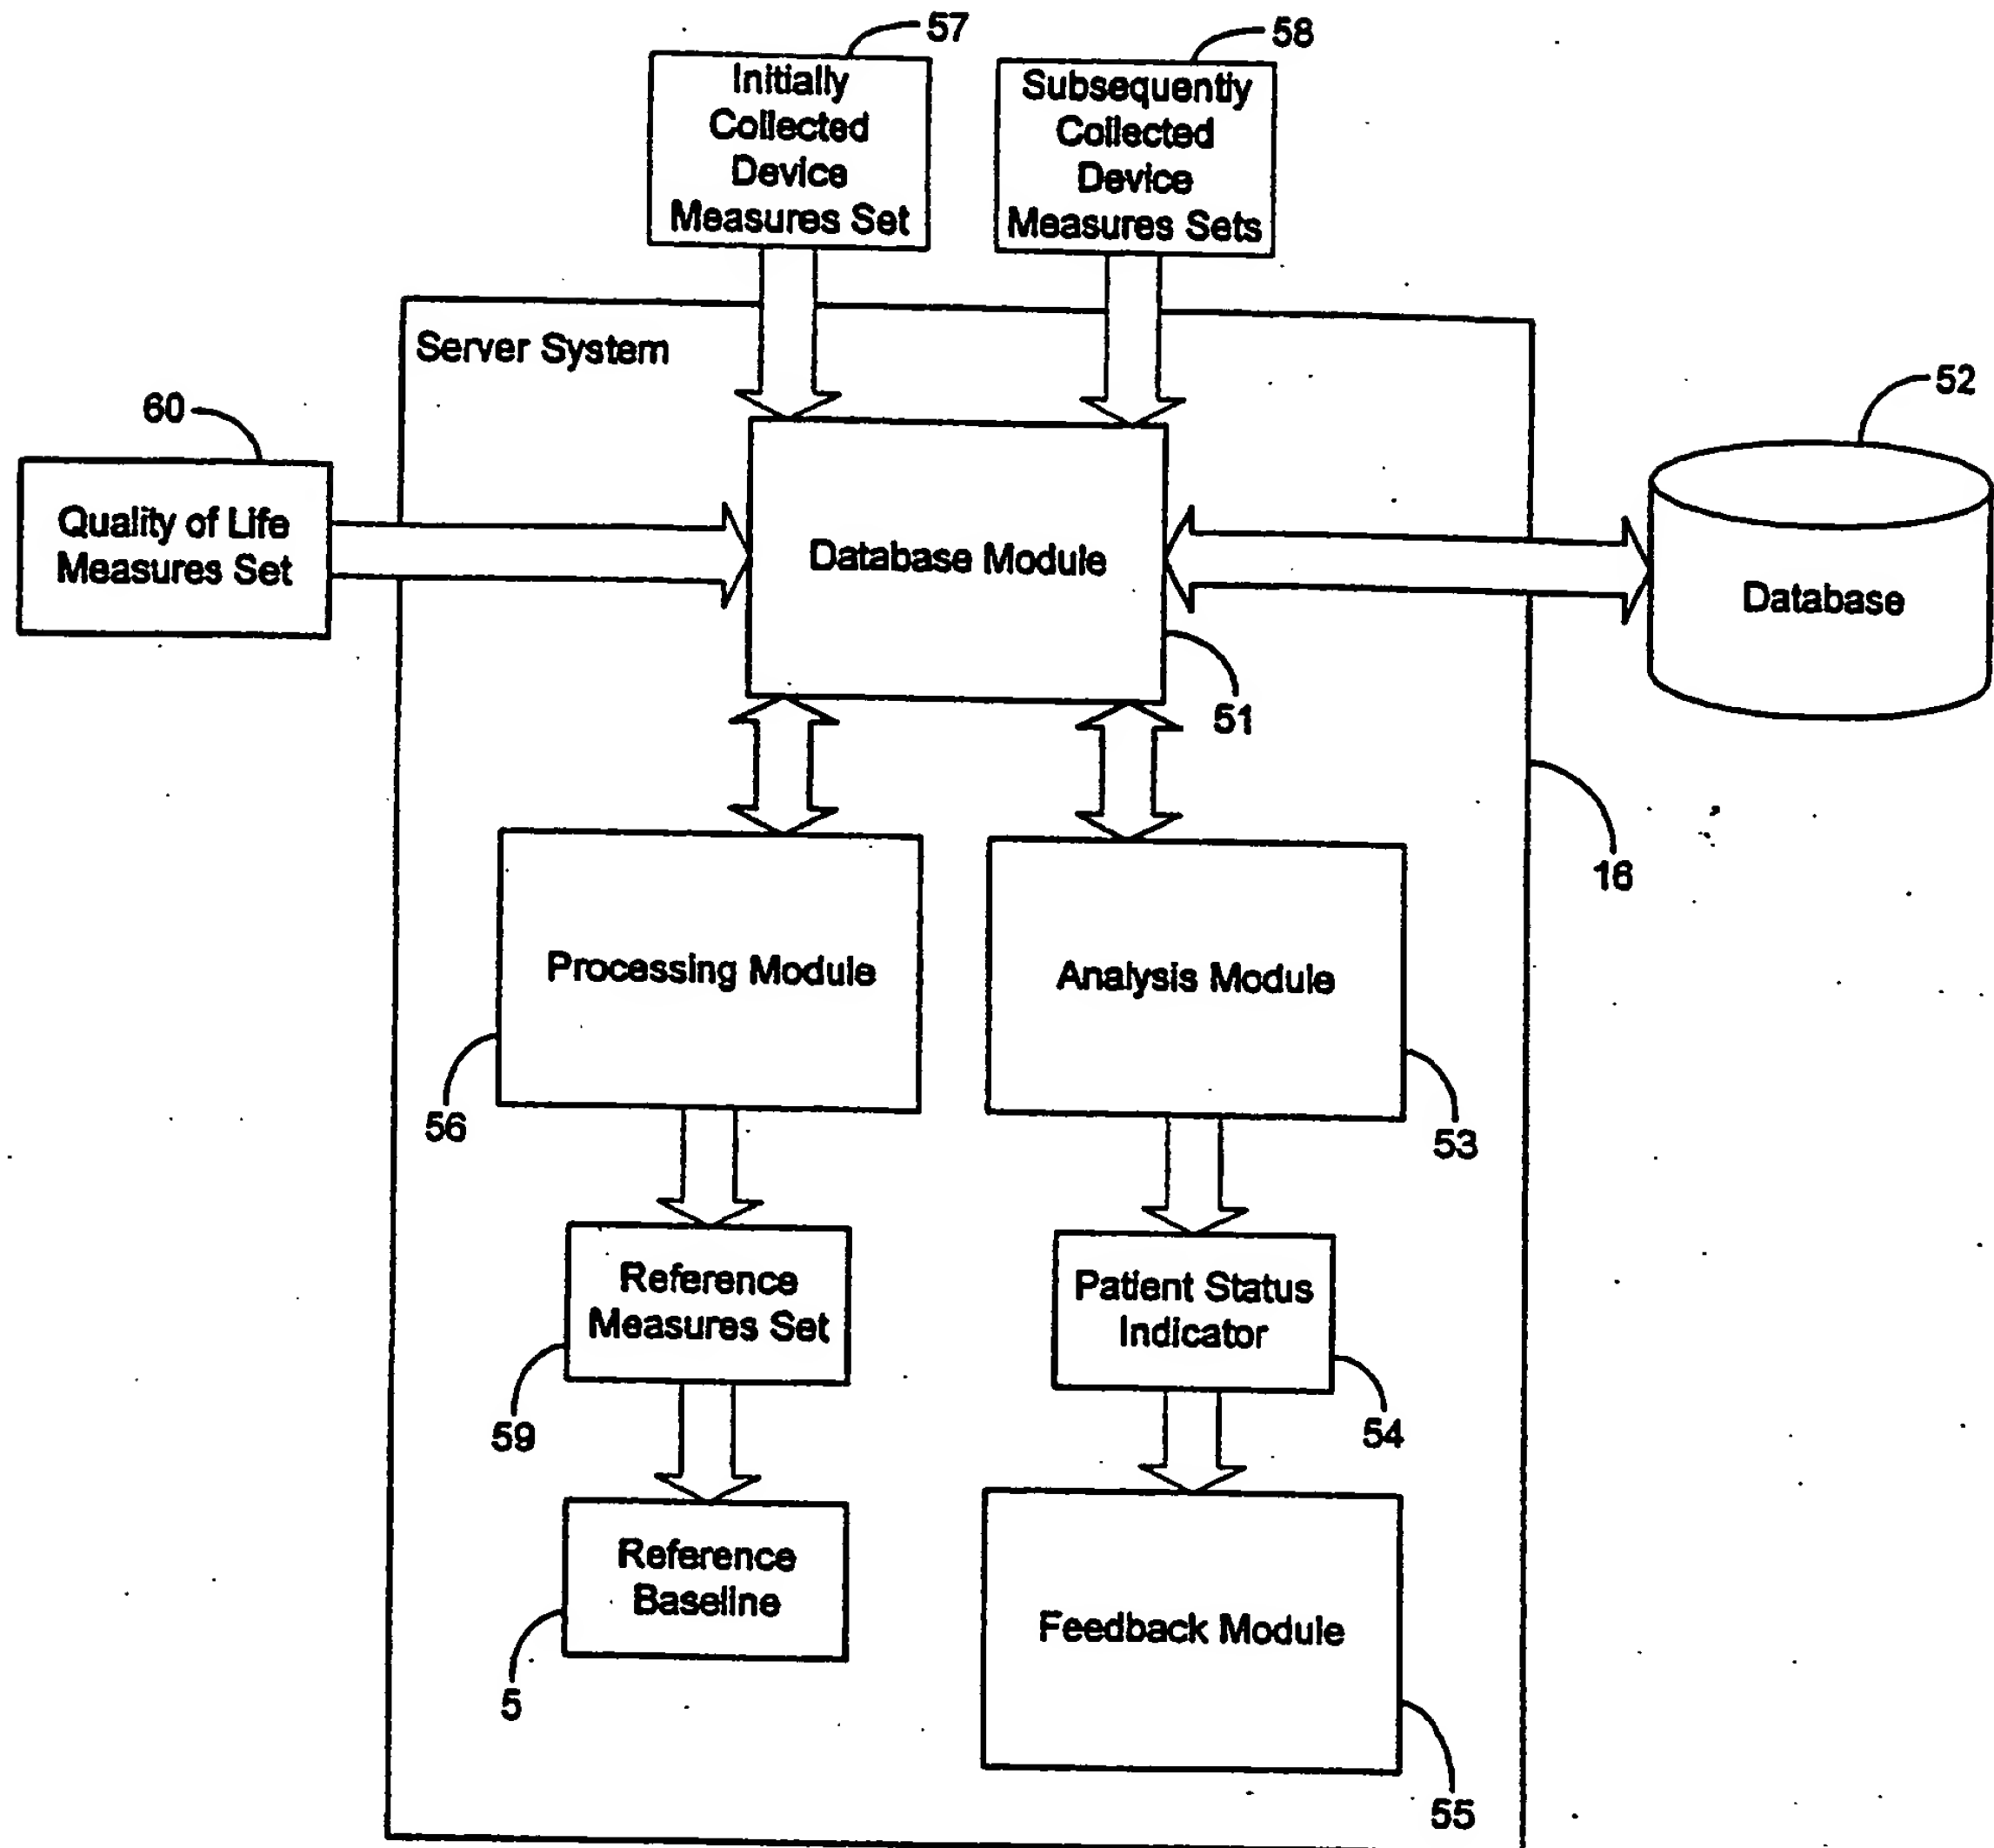 57
58
Initially
Collected
Device
Measures Set
Subsequently
Collected
Device
Measures Sets
Server System
60
52
Quality of Life
Measures Set
Database Module
Database
51
16
Processing Module
Analysis Module
56
53
Reference
Measures Set
Patient Status
Indicator
59
54
Reference
Baseline
Feedback Module
5
55